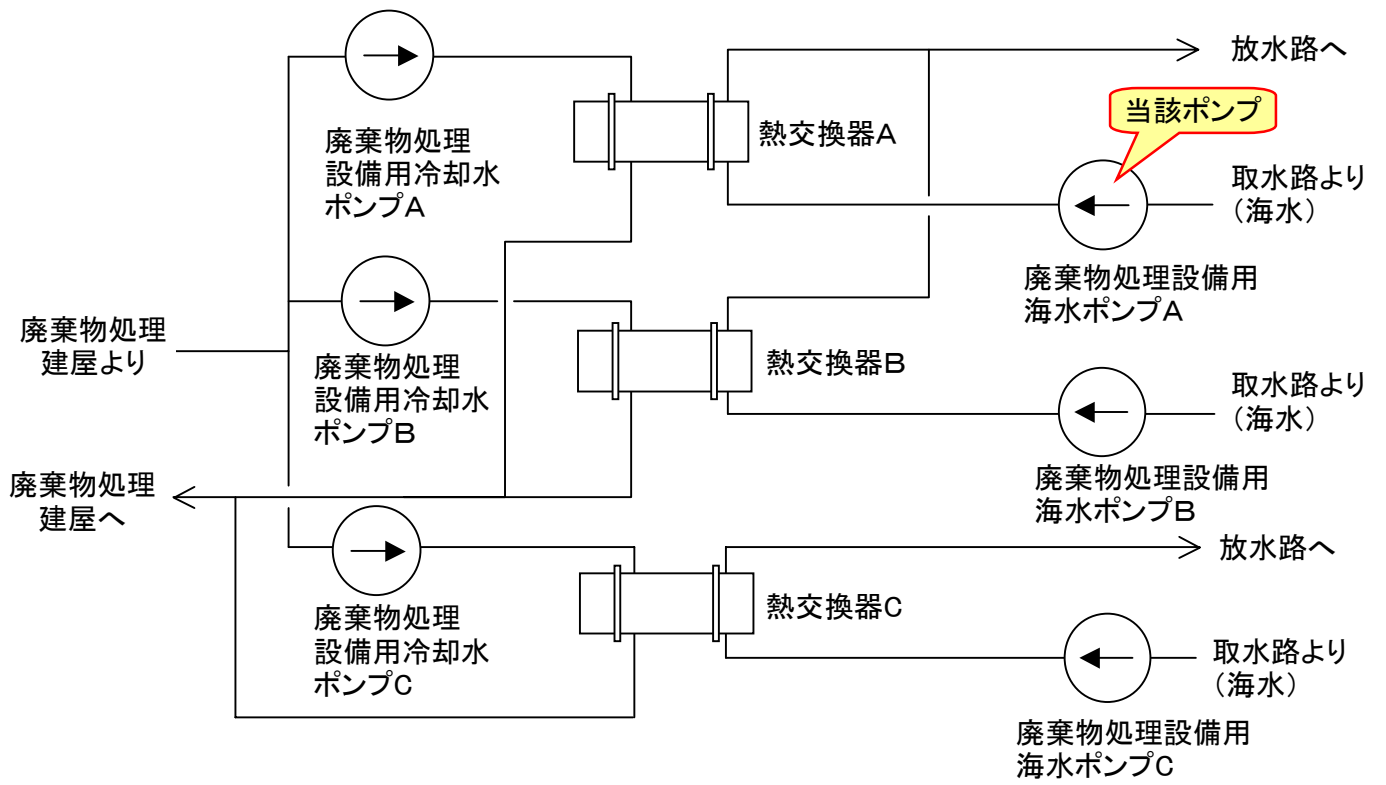 放水路へ
当該ポンプ
熱交換器A
廃棄物処理
設備用冷却水
ポンプA
取水路より
（海水）
廃棄物処理設備用
海水ポンプA
廃棄物処理
建屋より
廃棄物処理
設備用冷却水
ポンプB
熱交換器B
取水路より
（海水）
廃棄物処理設備用
海水ポンプB
廃棄物処理
建屋へ
放水路へ
熱交換器C
廃棄物処理
設備用冷却水
ポンプC
取水路より
（海水）
廃棄物処理設備用
海水ポンプC